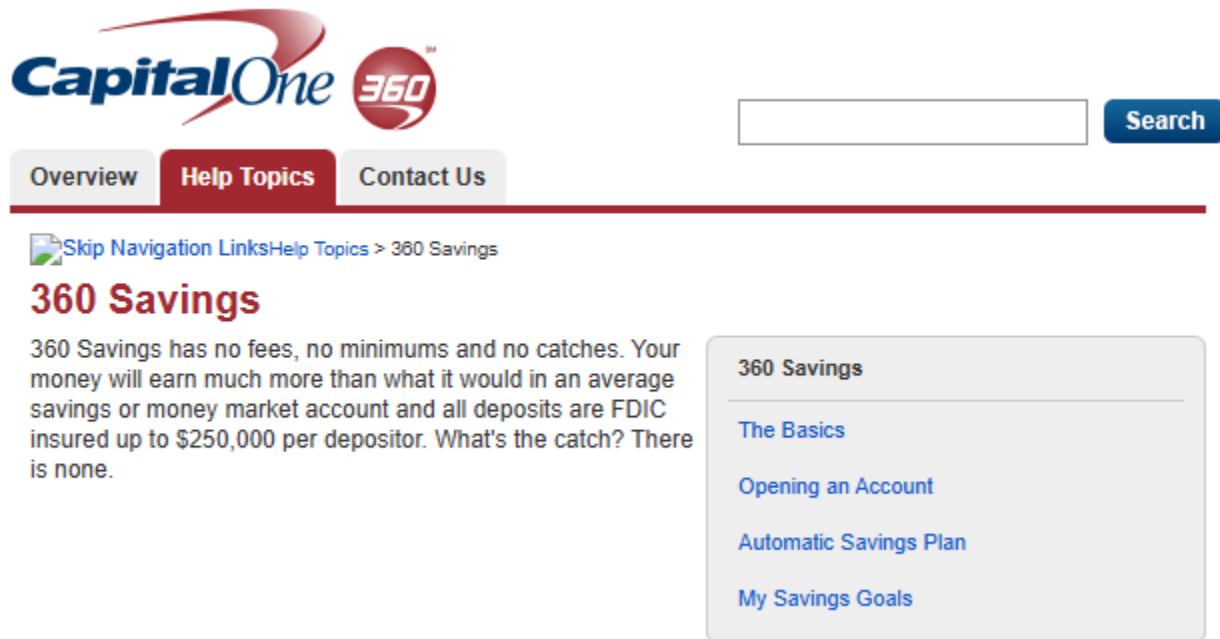 CapitalOne 360 SM
Search
Overview Help Topics Contact Us
Skip Navigation LinksHelp Topics > 360 Savings
360 Savings
360 Savings has no fees, no minimums and no catches. Your
money will earn much more than what it would in an average
savings or money market account and all deposits are FDIC
insured up to $250,000 per depositor. What's the catch? There
is none.
360 Savings
The Basics
Opening an Account
Automatic Savings Plan
My Savings Goals